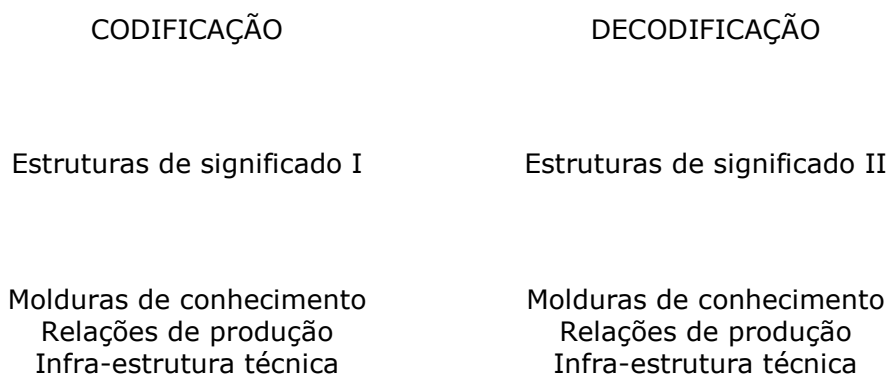 CODIFICAÇÃO
DECODIFICAÇÃO
Estruturas de significado I
Estruturas de significado II
Molduras de conhecimento
Relações de produção
Infra-estrutura técnica
Molduras de conhecimento
Relações de produção
Infra-estrutura técnica